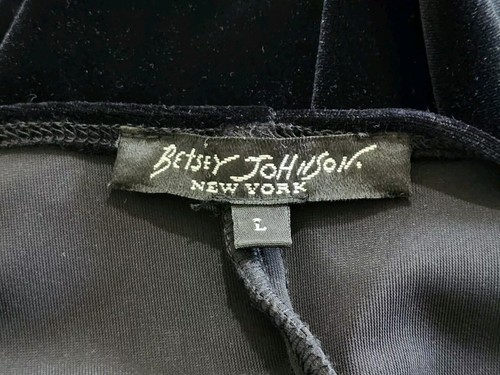 BETSEY JOHNSON.
NEW YORK
L